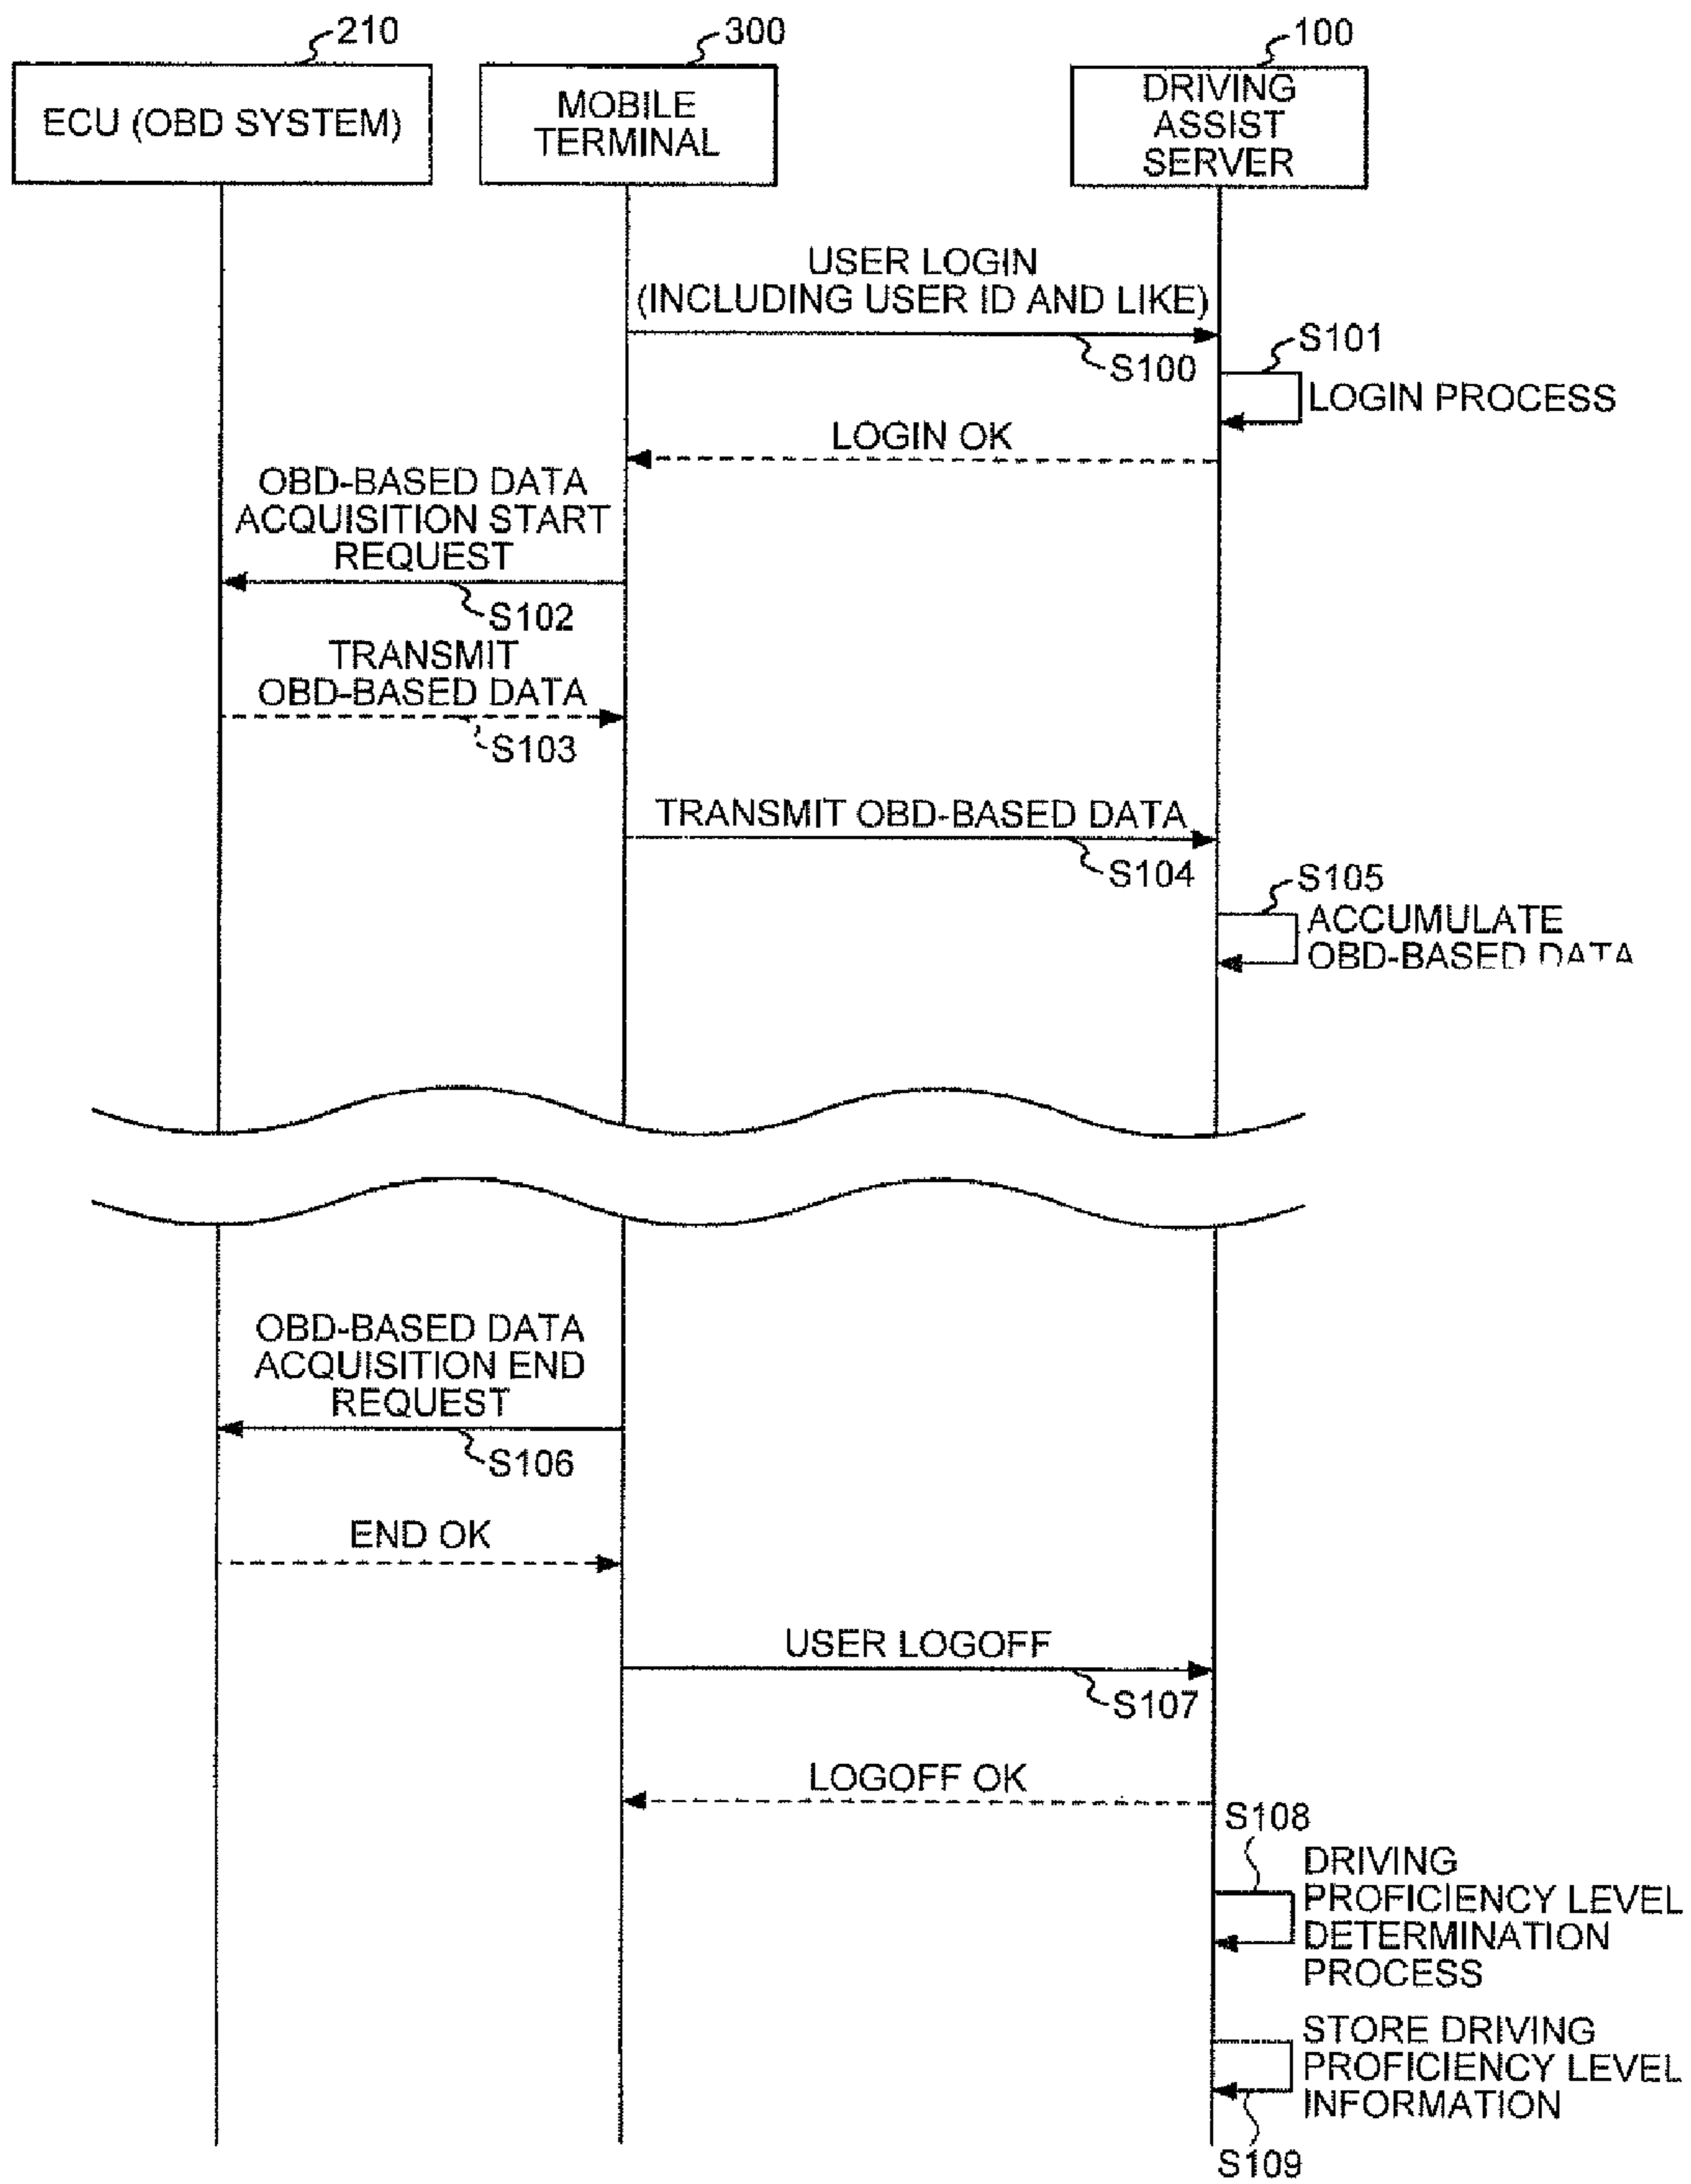 210
300
100
ECU (OBD SYSTEM)
MOBILE
TERMINAL
DRIVING
ASSIST
SERVER
USER LOGIN
(INCLUDING USER ID AND LIKE)
S100
S101
LOGIN PROCESS
LOGIN OK
OBD-BASED DATA
ACQUISITION START
REQUEST
S102
TRANSMIT
OBD-BASED DATA
S103
TRANSMIT OBD-BASED DATA
S104
S105
ACCUMULATE
OBD-BASED DATA
OBD-BASED DATA
ACQUISITION END
REQUEST
S106
END OK
USER LOGOFF
S107
LOGOFF OK
S108
DRIVING
PROFICIENCY LEVEL
DETERMINATION
PROCESS
STORE DRIVING
PROFICIENCY LEVEL
INFORMATION
S109